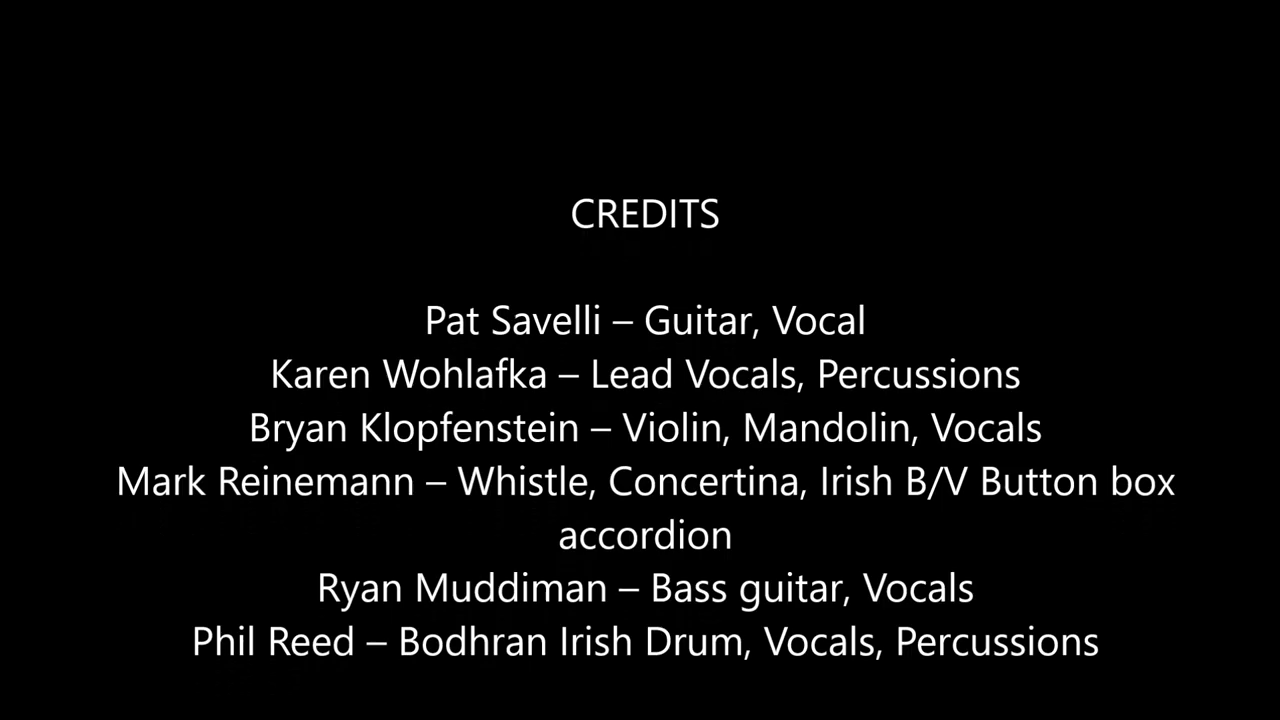 CREDITS
Pat Savelli – Guitar, Vocal
Karen Wohlafka – Lead Vocals, Percussions
Bryan Klopfenstein – Violin, Mandolin, Vocals
Mark Reinemann – Whistle, Concertina, Irish B/V Button box
accordion
Ryan Muddiman – Bass guitar, Vocals
Phil Reed – Bodhran Irish Drum, Vocals, Percussions